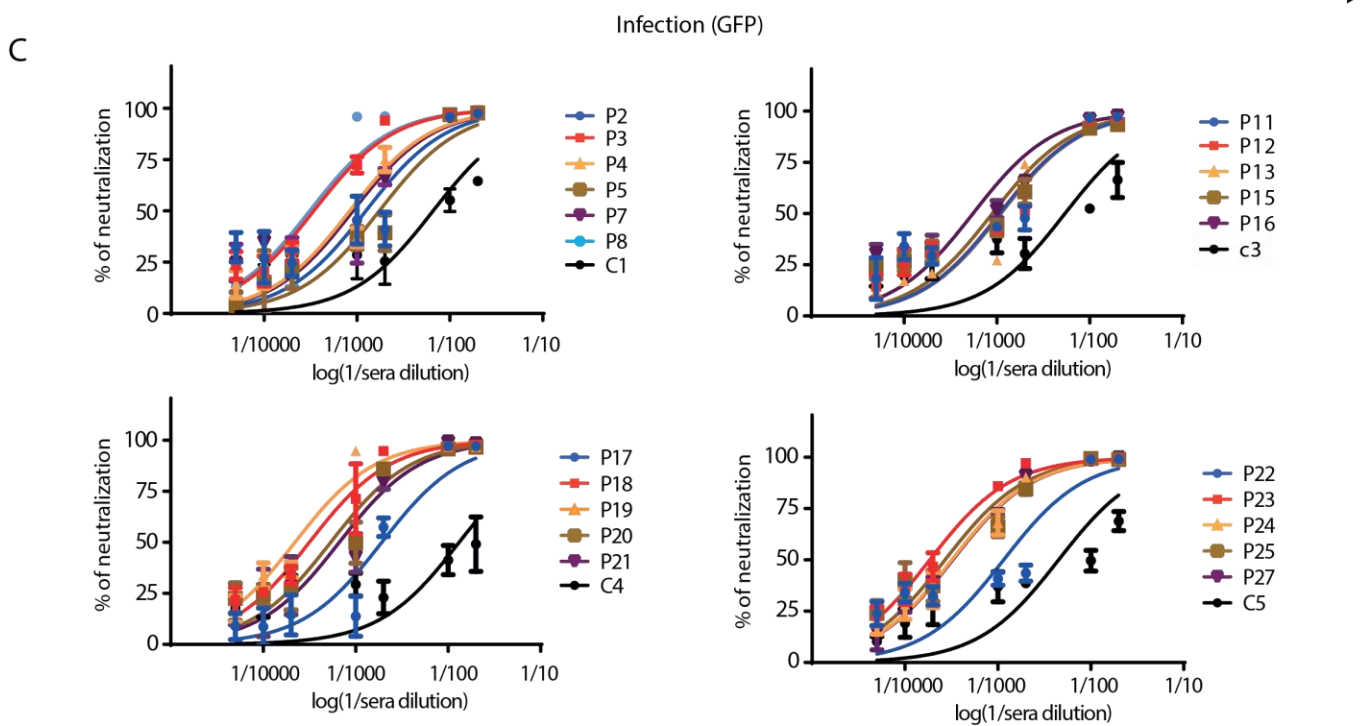 Infection (GFP)
C
% of neutralization
100
75
50
25
0
1/10000 1/1000 1/100 1/10
log(1/sera dilution)
P2
P3
P4
P5
P7
P8
C1
% of neutralization
100
75
50
25
0
1/10000 1/1000 1/100 1/10
log(1/sera dilution)
P11
P12
P13
P15
P16
c3
% of neutralization
100
75
50
25
0
1/10000 1/1000 1/100 1/10
log(1/sera dilution)
P17
P18
P19
P20
P21
C4
% of neutralization
100
75
50
25
0
1/10000 1/1000 1/100 1/10
log(1/sera dilution)
P22
P23
P24
P25
P27
C5